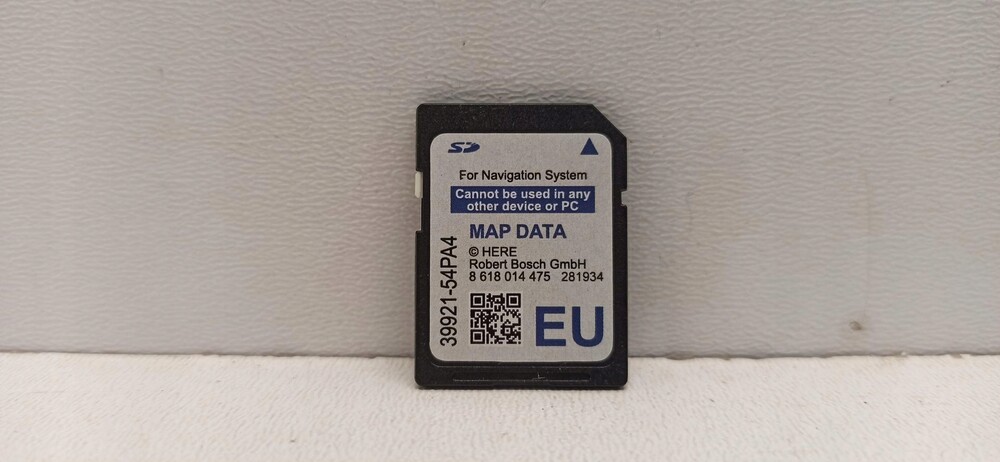 SD
For Navigation System
Cannot be used in any
other device or PC
MAP DATA
© HERE
Robert Bosch GmbH
8 618 014 475 281934
EU
39921-54PA4